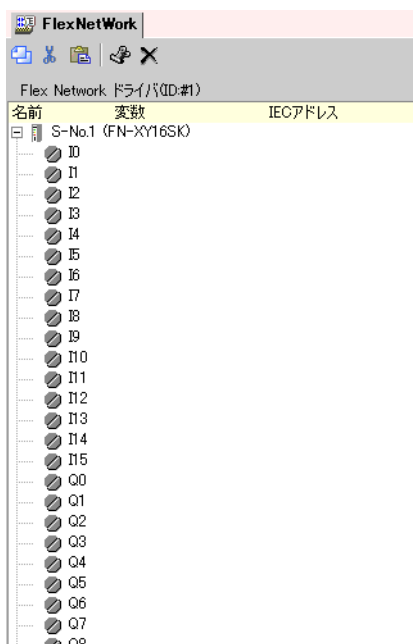 FlexNetWork
Flex Network ドライバ(ID:#1)
名前 変数 IECアドレス
S-No.1 (FN-XY16SK)
I0
I1
I2
I3
I4
I5
I6
I7
I8
I9
I10
I11
I12
I13
I14
I15
Q0
Q1
Q2
Q3
Q4
Q5
Q6
Q7
Q8